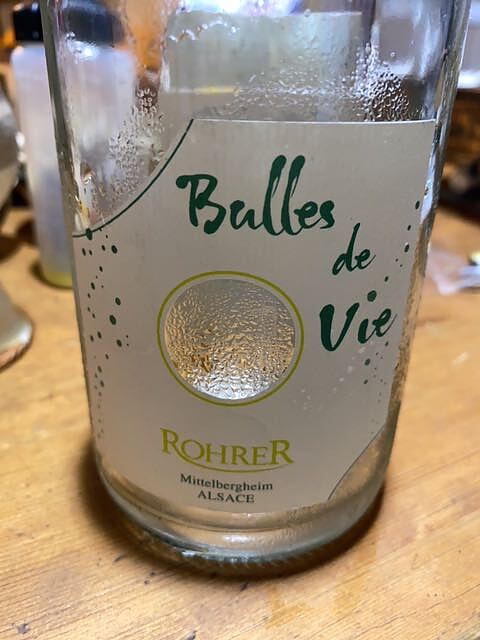 Bulles
de
Vie
ROHRER
Mittelbergheim
ALSACE